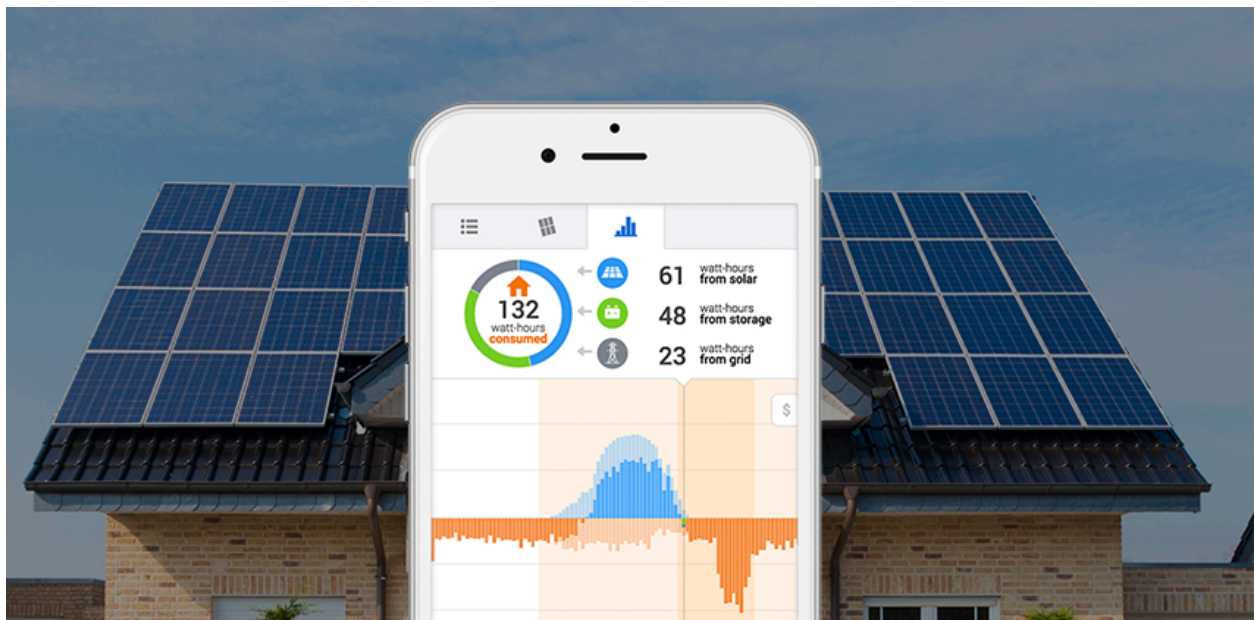 132
watt-hours
consumed
61 watt-hours
from solar
48 watt-hours
from storage
23 watt-hours
from grid
$